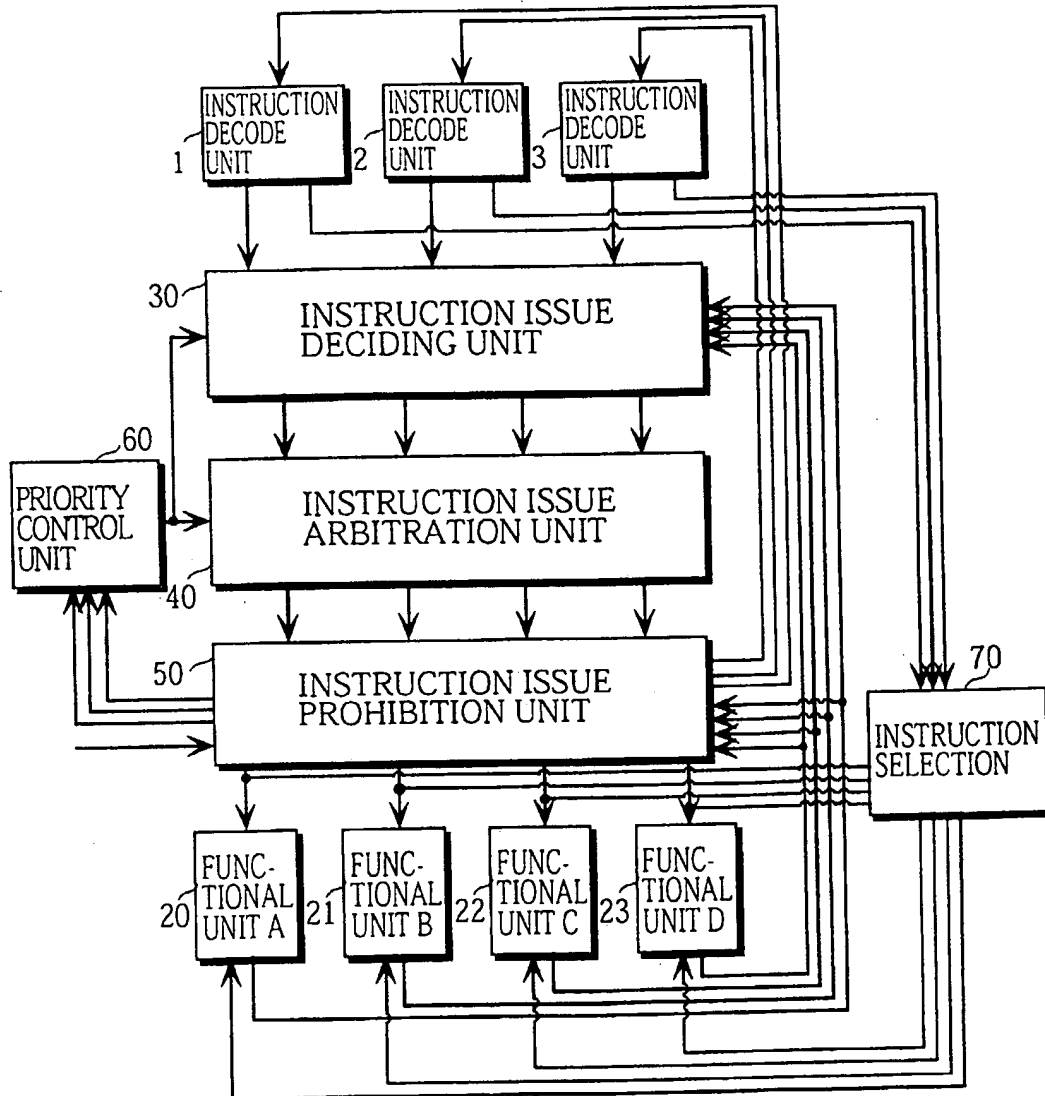 INSTRUCTION
DECODE
UNIT
1
INSTRUCTION
DECODE
UNIT
2
INSTRUCTION
DECODE
UNIT
3
30
INSTRUCTION ISSUE
DECIDING UNIT
60
PRIORITY
CONTROL
UNIT
INSTRUCTION ISSUE
ARBITRATION UNIT
40
50
INSTRUCTION ISSUE
PROHIBITION UNIT
70
INSTRUCTION
SELECTION
FUNC-
TIONAL
UNIT A
20
FUNC-
TIONAL
UNIT B
21
FUNC-
TIONAL
UNIT C
22
FUNC-
TIONAL
UNIT D
23